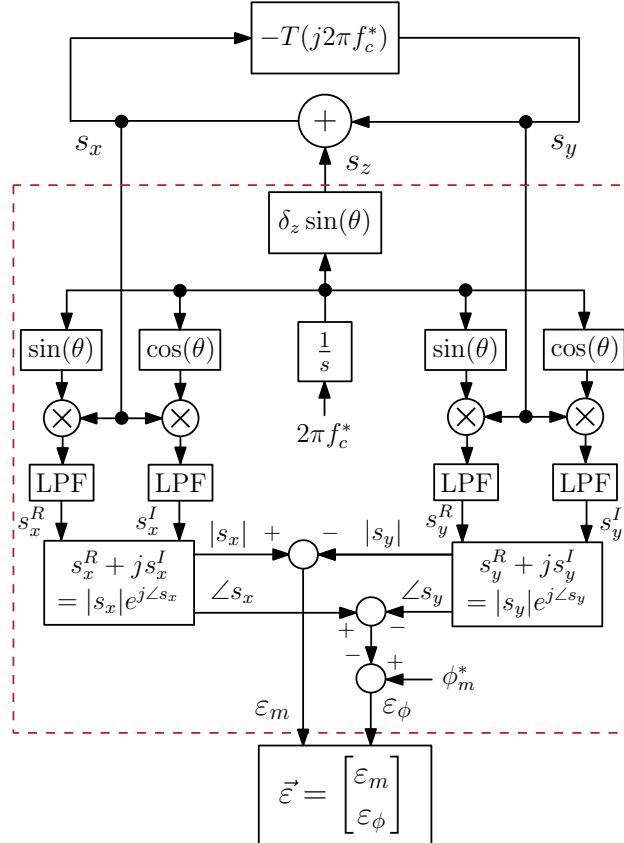 −T(j2πf_c^*)
+
s_x
s_y
s_z
δ_z sin(θ)
sin(θ)
cos(θ)
1/s
sin(θ)
cos(θ)
×
×
×
×
2πf_c^*
LPF
LPF
LPF
LPF
s_x^R
s_x^I
s_y^R
s_y^I
|s_x|
+
−
|s_y|
s_x^R + js_x^I
= |s_x|e^{j∠s_x}
s_y^R + js_y^I
= |s_y|e^{j∠s_y}
∠s_x
∠s_y
+
−
−
+
ϕ_m^*
ε_m
ε_ϕ
ε⃗ = [ε_m
ε_ϕ]